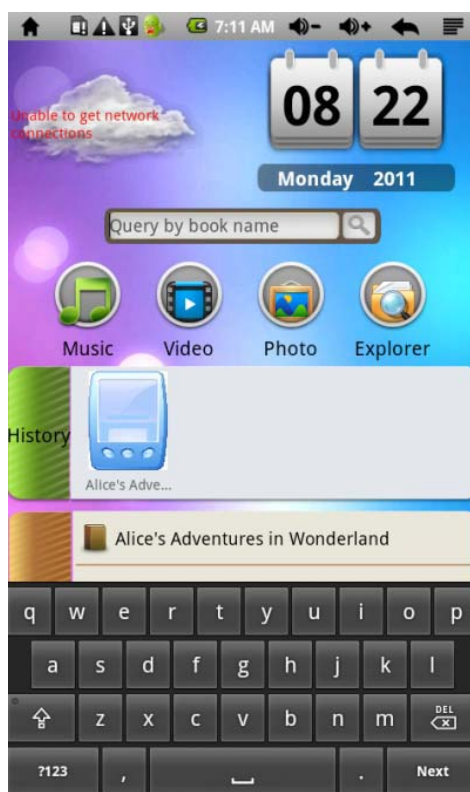 7:11 AM
Unable to get network
connections
08 22
Monday 2011
Query by book name
Music Video Photo Explorer
History
Alice's Adve...
Alice's Adventures in Wonderland
q w e r t y u i o p
a s d f g h j k l
z x c v b n m DEL
?123 , . Next